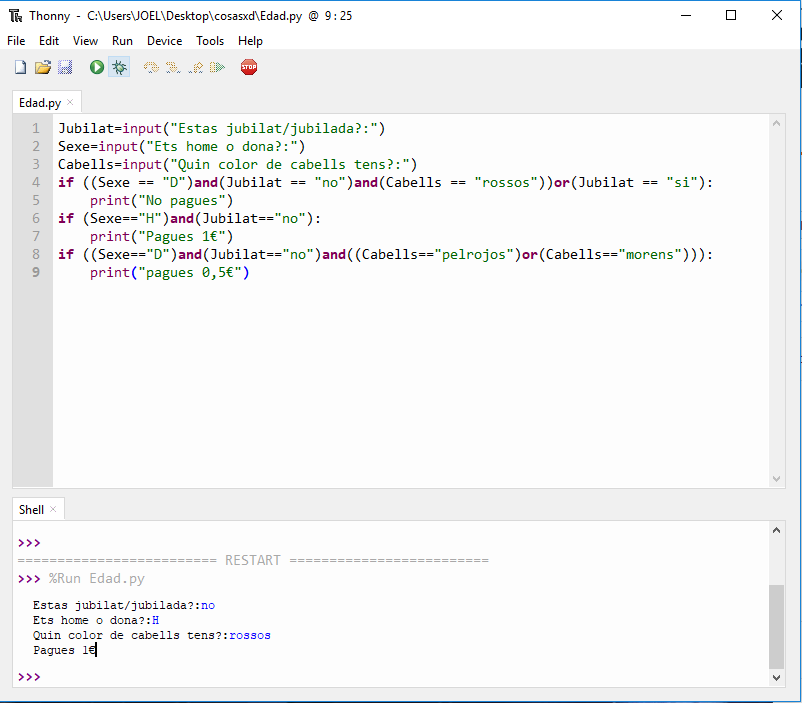 Thonny - C:\Users\JOEL\Desktop\cosasxd\Edad.py @ 9:25
File Edit View Run Device Tools Help
STOP
Edad.py ×
1 Jubilat=input("Estas jubilat/jubilada?:")
2 Sexe=input("Ets home o dona?:")
3 Cabells=input("Quin color de cabells tens?:")
4 if ((Sexe == "D")and(Jubilat == "no")and(Cabells == "rossos"))or(Jubilat == "si"):
5     print("No pagues")
6 if (Sexe=="H")and(Jubilat=="no"):
7     print("Pagues 1€")
8 if ((Sexe=="D")and(Jubilat=="no")and((Cabells=="pelrojos")or(Cabells=="morens"))):
9     print("pagues 0,5€")
Shell ×
>>>
========================= RESTART =========================
>>> %Run Edad.py
Estas jubilat/jubilada?:no
Ets home o dona?:H
Quin color de cabells tens?:rossos
Pagues 1€
>>>